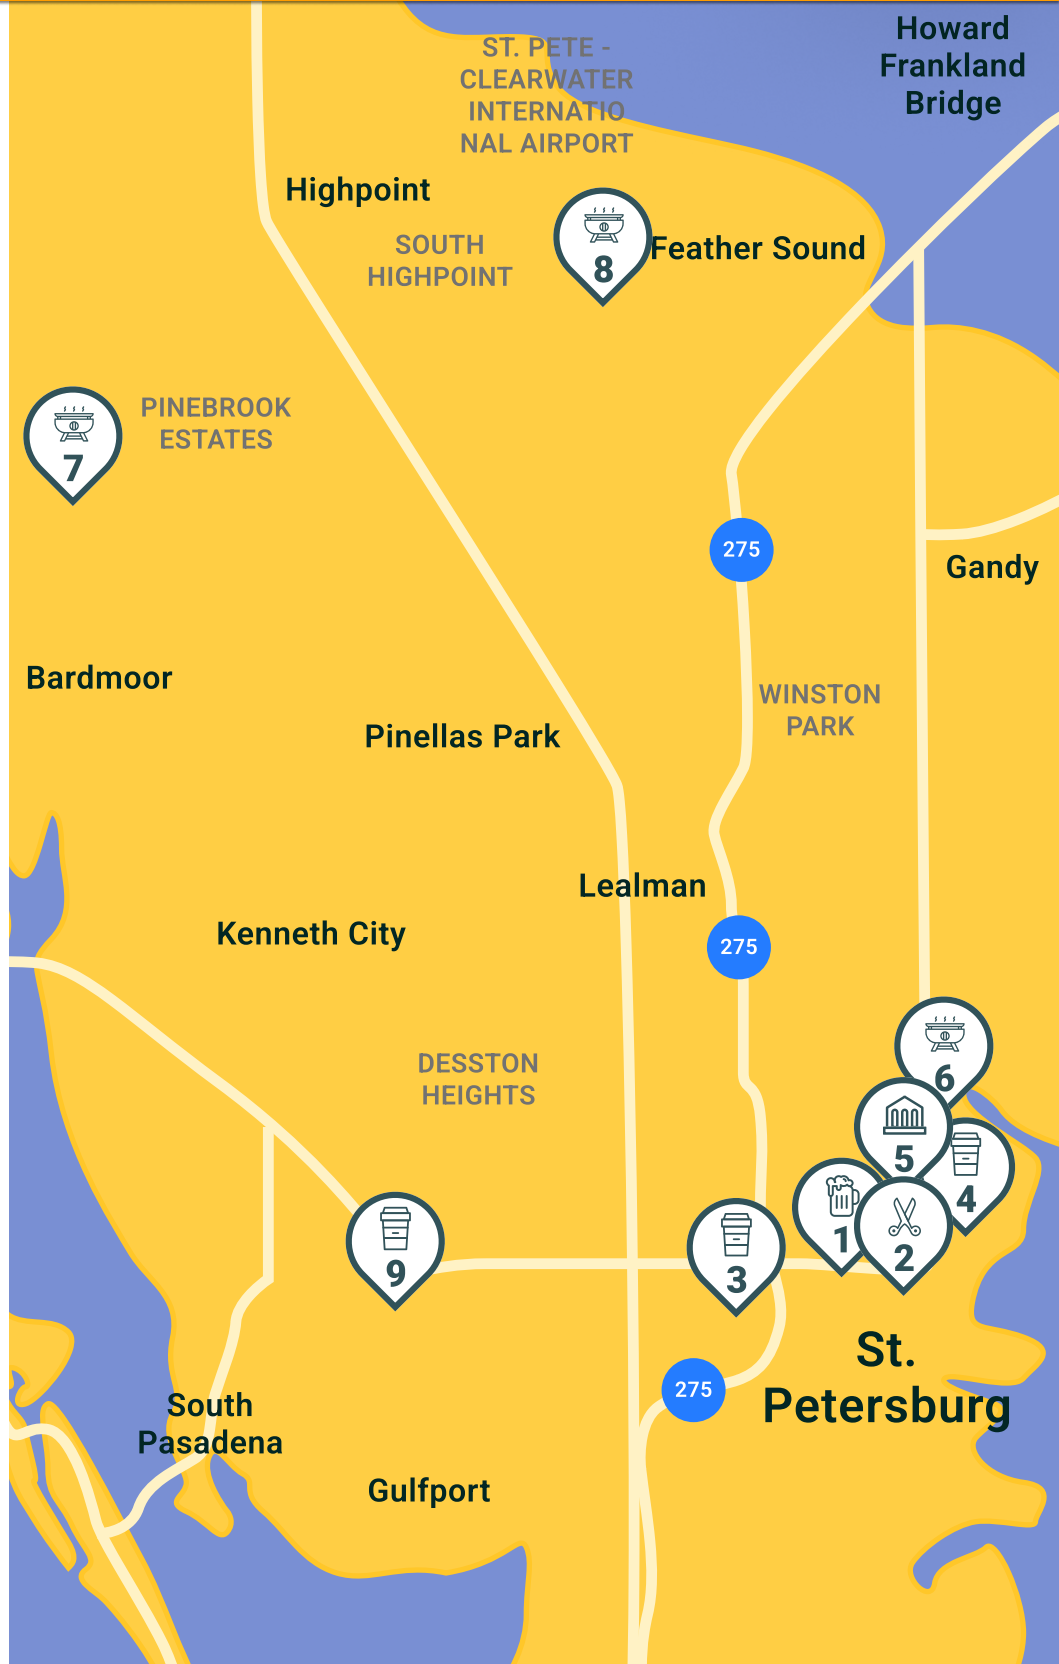 Howard
Frankland
Bridge
ST. PETE -
CLEARWATER
INTERNATIO
NAL AIRPORT
Highpoint
SOUTH
HIGHPOINT
8
Feather Sound
PINEBROOK
ESTATES
7
275
Gandy
Bardmoor
WINSTON
PARK
Pinellas Park
Lealman
Kenneth City
275
DESSTON
HEIGHTS
6
5
4
1
2
3
9
St.
Petersburg
275
South
Pasadena
Gulfport